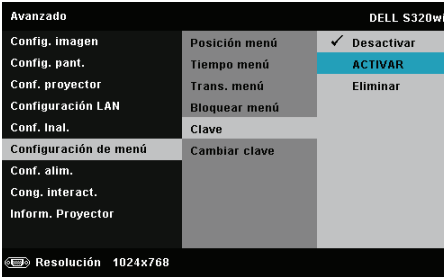 Avanzado DELL S320wi
Config. imagen
Config. pant.
Conf. proyector
Configuración LAN
Conf. Inal.
Configuración de menú
Conf. alim.
Cong. interact.
Inform. Proyector
Posición menú
Tiempo menú
Trans. menú
Bloquear menú
Clave
Cambiar clave
Desactivar
ACTIVAR
Eliminar
Resolución 1024x768